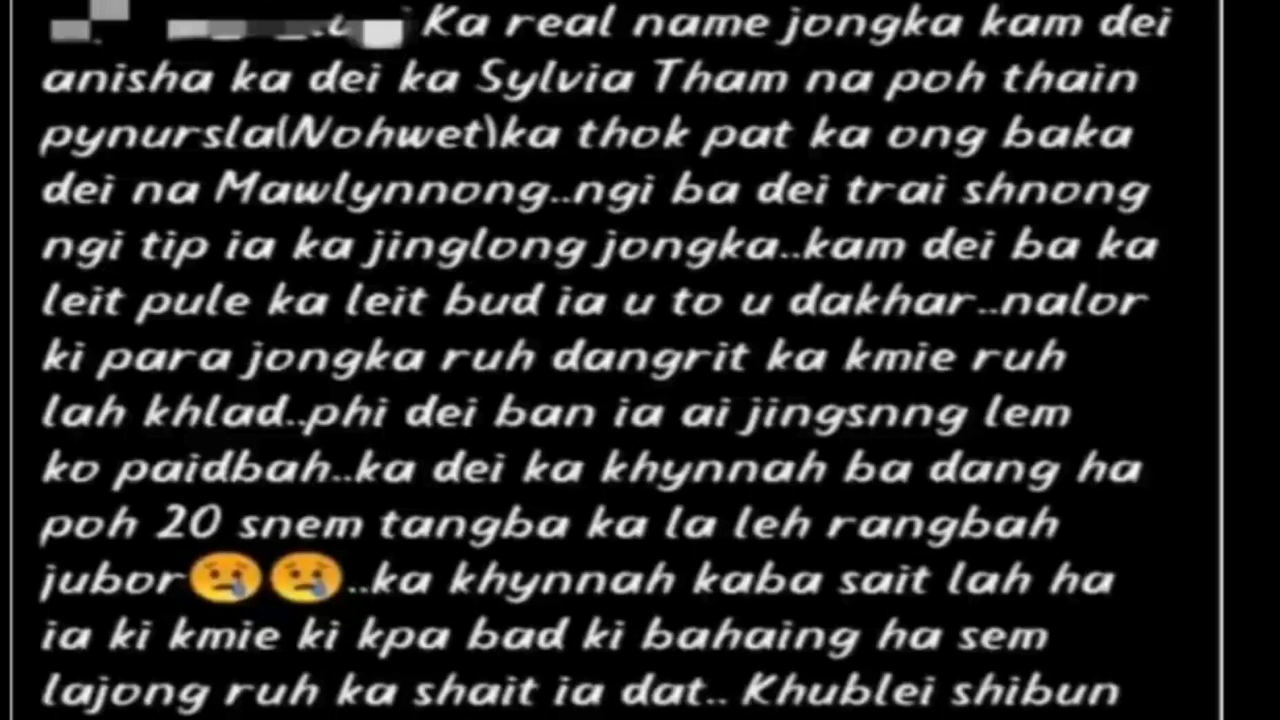 Ka real name jongka kam dei
anisha ka dei ka Sylvia Tham na poh thain
pynursla(Nohwet)ka thok pat ka ong baka
dei na Mawlynnong..ngi ba dei trai shnong
ngi tip ia ka jinglong jongka..kam dei ba ka
leit pule ka leit bud ia u to u dakhar..nalor
ki para jongka ruh dangrit ka kmie ruh
lah khlad..phi dei ban ia ai jingsnng lem
ko paidbah..ka dei ka khynnah ba dang ha
poh 20 snem tangba ka la leh rangbah
jubor😢😢..ka khynnah kaba sait lah ha
ia ki kmie ki kpa bad ki bahaing ha sem
lajong ruh ka shait ia dat.. Khublei shibun